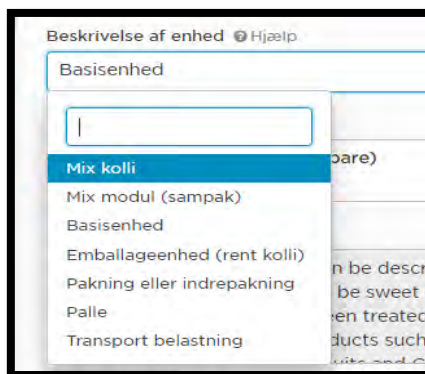 Beskrivelse af enhed Hjælp
Basisenhed
Mix kolli
bare)
Mix modul (sampak)
Basisenhed
Emballageenhed (rent kolli)
n be descr
Pakning eller indrepakning
be sweet
Palle
en treated
Transport belastning
ducts such